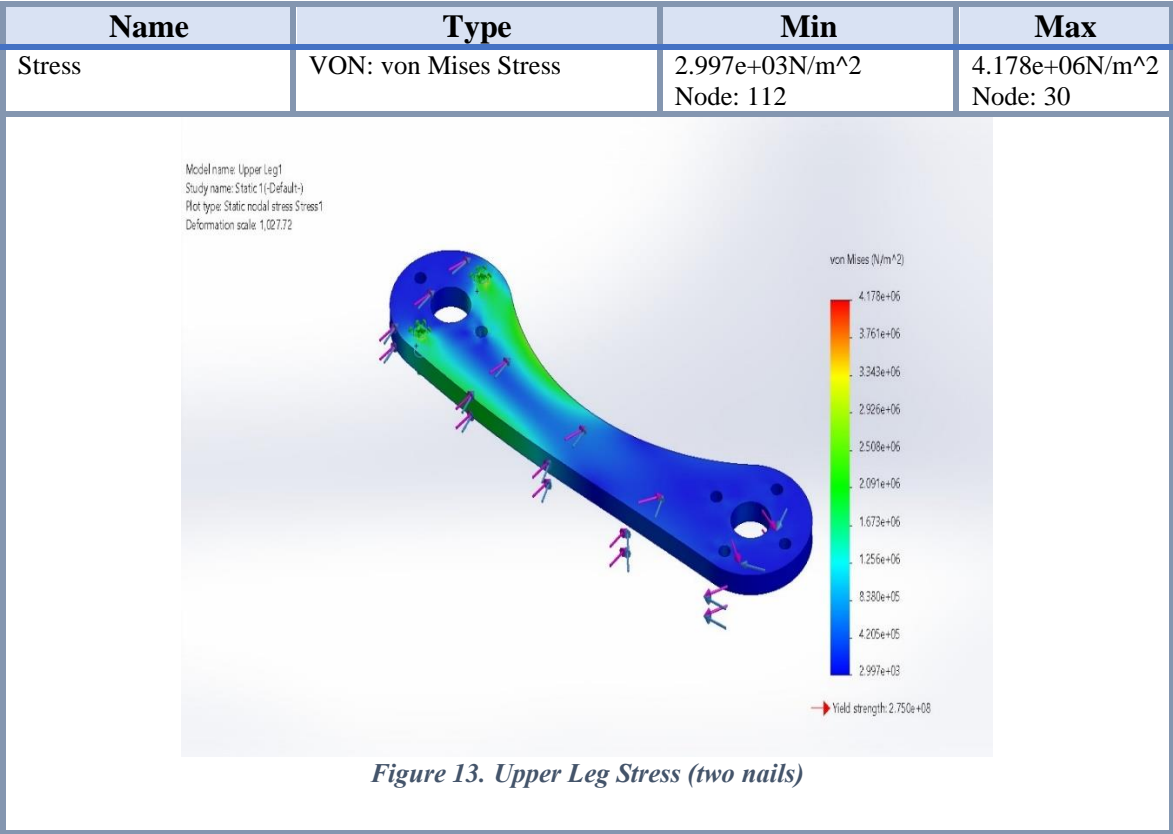 Name Type Min Max
Stress VON: von Mises Stress 2.997e+03N/m^2 4.178e+06N/m^2
Node: 112 Node: 30
Model name: Upper Leg1
Study name: Static 1(-Default-)
Plot type: Static nodal stress Stress1
Deformation scale: 1,027.72
von Mises (N/m^2)
4.178e+06
3.761e+06
3.343e+06
2.926e+06
2.508e+06
2.091e+06
1.673e+06
1.256e+06
8.380e+05
4.205e+05
2.997e+03
Yield strength: 2.750e+08
Figure 13. Upper Leg Stress (two nails)